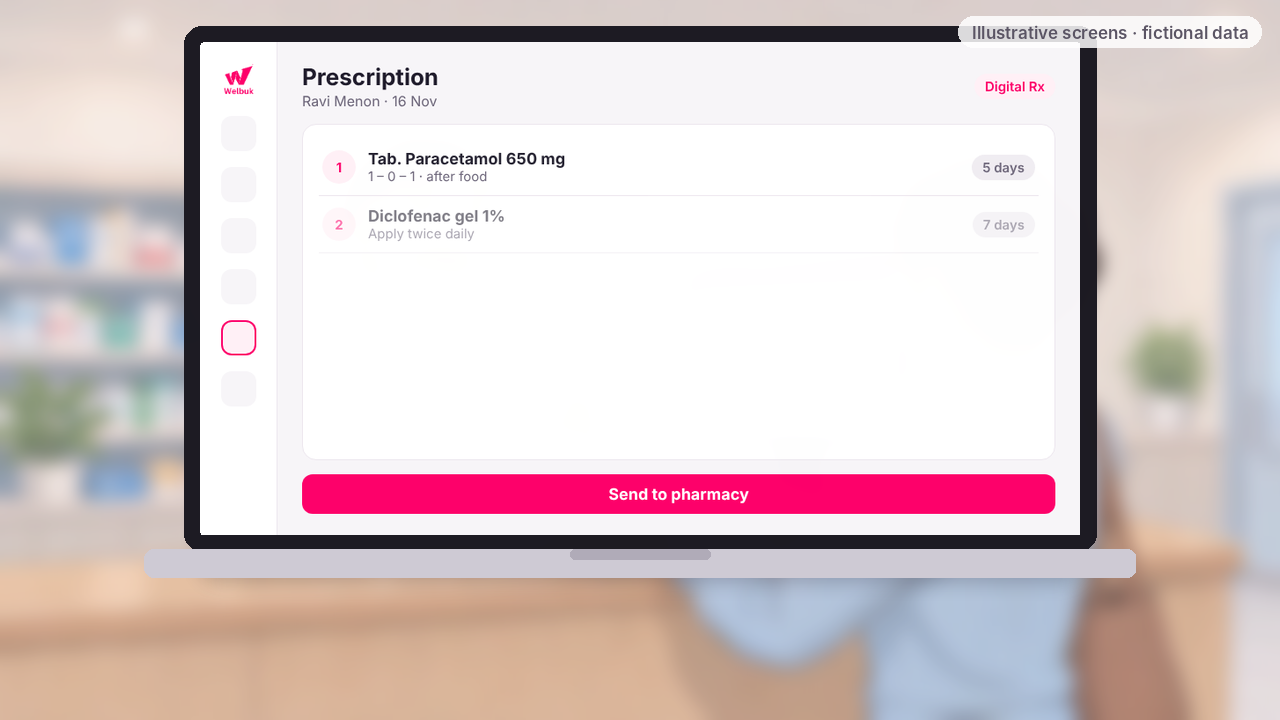 Illustrative screens · fictional data
Welbuk
Prescription
Ravi Menon · 16 Nov
Digital Rx
1
Tab. Paracetamol 650 mg
1 – 0 – 1 · after food
5 days
2
Diclofenac gel 1%
Apply twice daily
7 days
Send to pharmacy